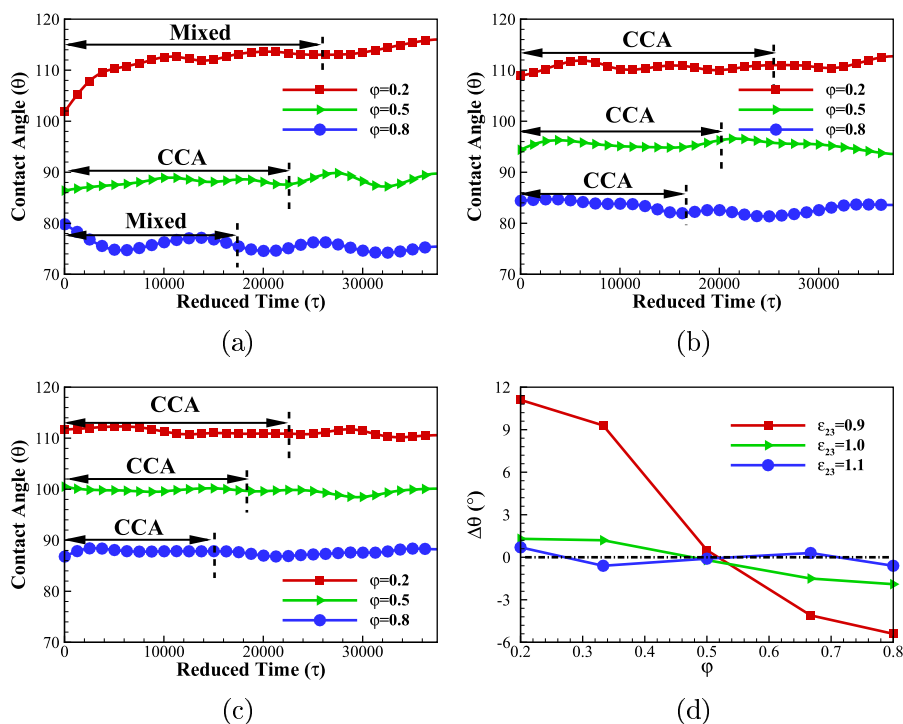 120
110
100
90
80
70
Contact Angle (θ)
0
10000
20000
30000
Reduced Time (τ)
Mixed
φ=0.2
φ=0.5
φ=0.8
CCA
Mixed
(a)
120
110
100
90
80
70
Contact Angle (θ)
0
10000
20000
30000
Reduced Time (τ)
CCA
φ=0.2
φ=0.5
φ=0.8
CCA
CCA
(b)
120
110
100
90
80
70
Contact Angle (θ)
0
10000
20000
30000
Reduced Time (τ)
CCA
CCA
CCA
φ=0.2
φ=0.5
φ=0.8
(c)
12
9
6
3
0
-3
-6
Δθ (°)
0.2
0.3
0.4
0.5
0.6
0.7
0.8
φ
ε23=0.9
ε23=1.0
ε23=1.1
(d)